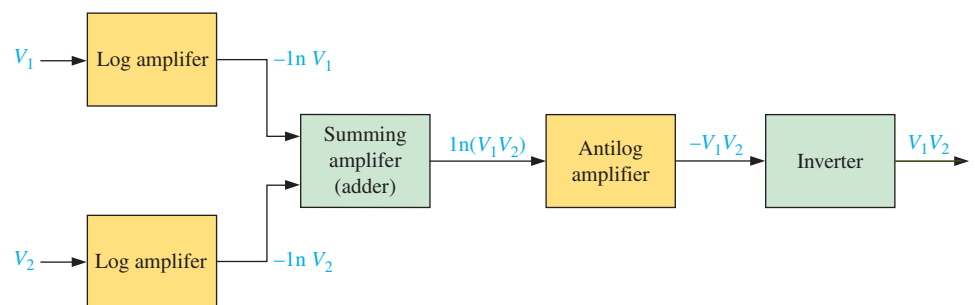 V1
Log amplifer
–1n V1
Summing
amplifer
(adder)
1n(V1V2)
Antilog
amplifier
–V1V2
Inverter
V1V2
V2
Log amplifer
–1n V2